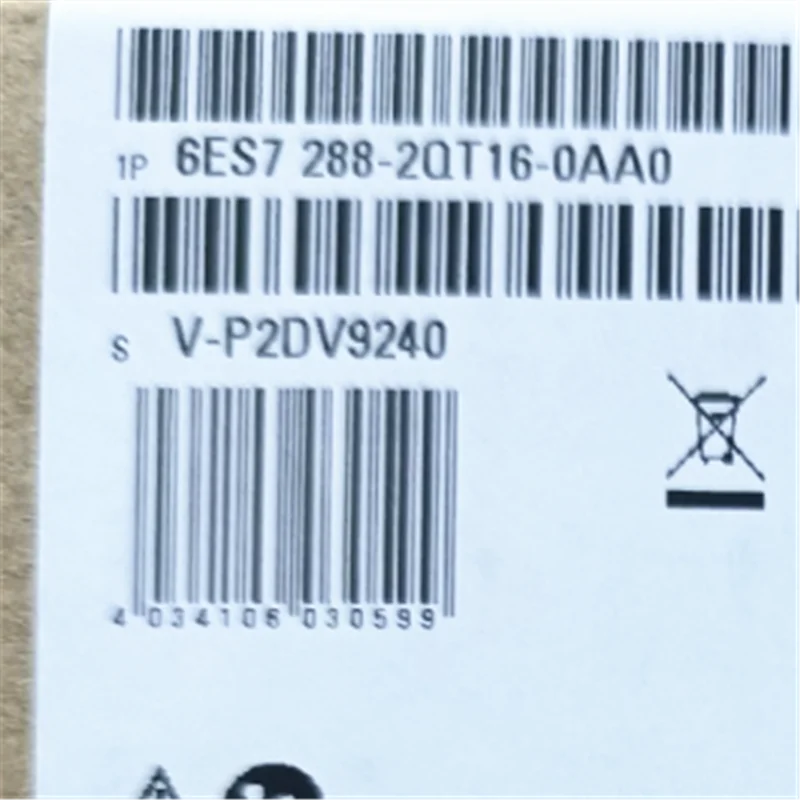 1P 6ES7 288-2QT16-0AA0
S V-P2DV9240
4 034106 030599